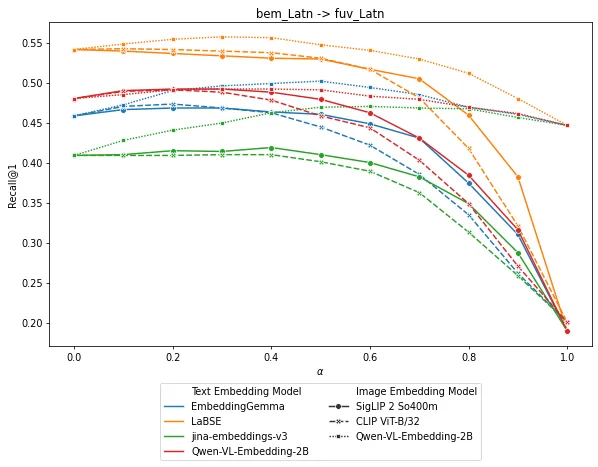 bem_Latn -> fuv_Latn
Recall@1
0.55
0.50
0.45
0.40
0.35
0.30
0.25
0.20
0.0 0.2 0.4 0.6 0.8 1.0
α
Text Embedding Model Image Embedding Model
EmbeddingGemma SigLIP 2 So400m
LaBSE CLIP ViT-B/32
jina-embeddings-v3 Qwen-VL-Embedding-2B
Qwen-VL-Embedding-2B